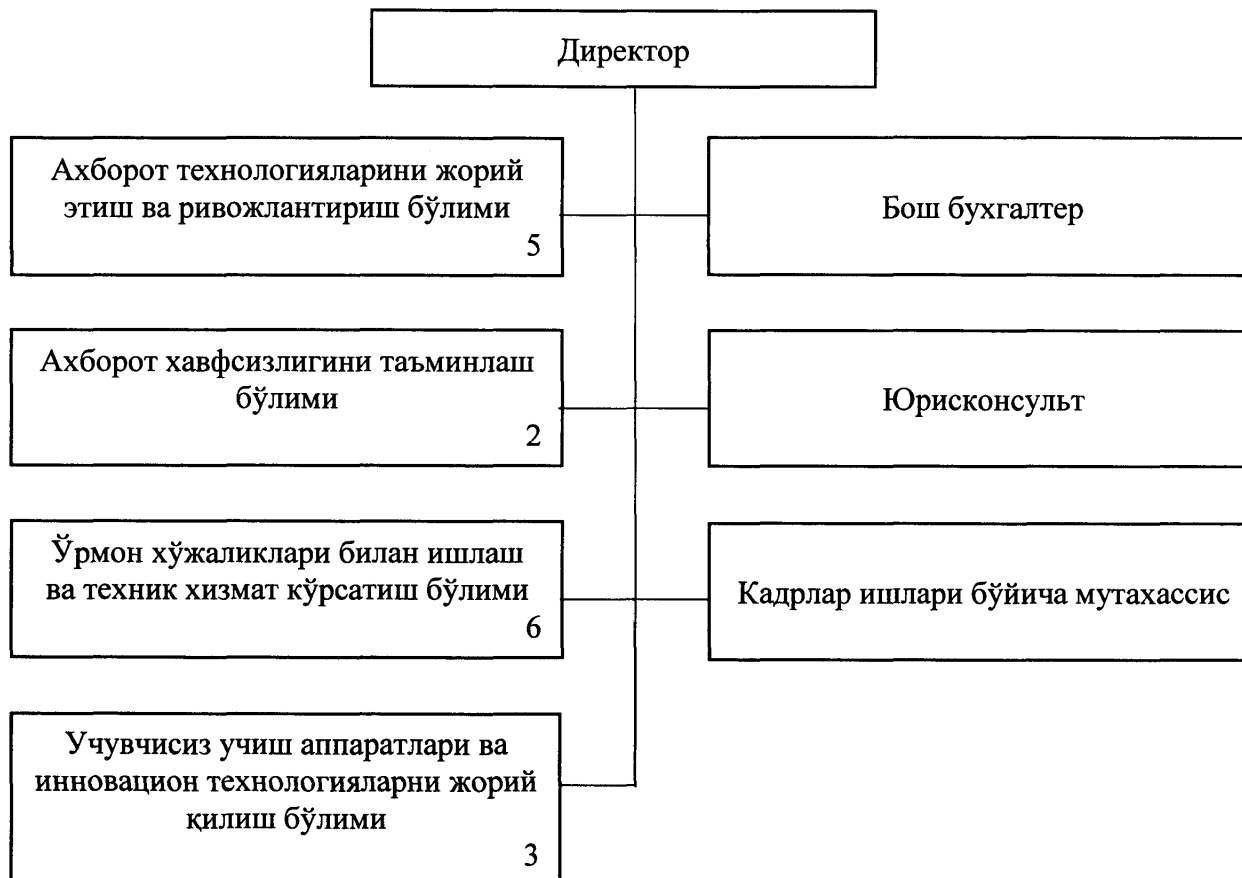 Директор
Ахборот технологияларини жорий
этиш ва ривожлантириш бўлими
5
Бош бухгалтер
Ахборот хавфсизлигини таъминлаш
бўлими
2
Юрисконсульт
Ўрмон хўжаликлари билан ишлаш
ва техник хизмат кўрсатиш бўлими
6
Кадрлар ишлари бўйича мутахассис
Учувчисиз учиш аппаратлари ва
инновацион технологияларни жорий
қилиш бўлими
3